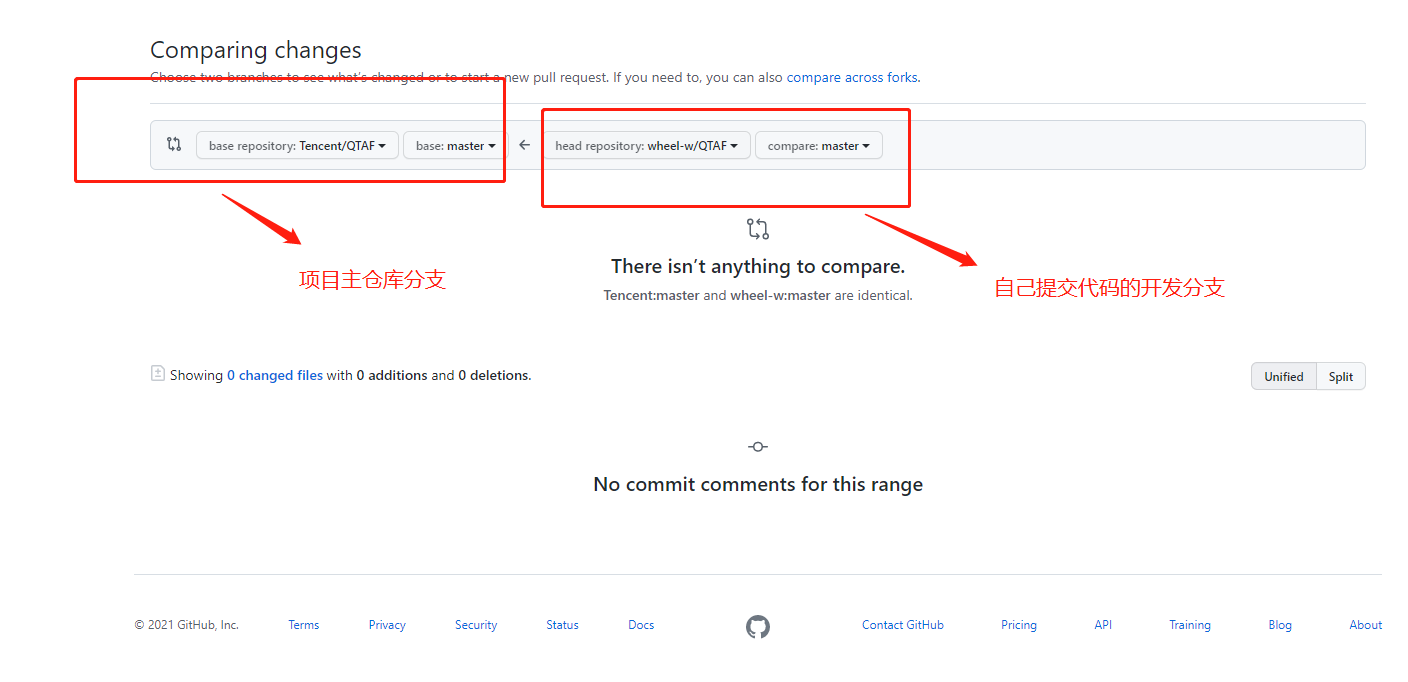 Comparing changes
Choose two branches to see what's changed or to start a new pull request. If you need to, you can also compare across forks.
base repository: Tencent/QTAF base: master head repository: wheel-w/QTAF compare: master
There isn't anything to compare.
项目主仓库分支
自己提交代码的开发分支
Tencent:master and wheel-w:master are identical.
Showing 0 changed files with 0 additions and 0 deletions.
Unified Split
No commit comments for this range
© 2021 GitHub, Inc. Terms Privacy Security Status Docs Contact GitHub Pricing API Training Blog About